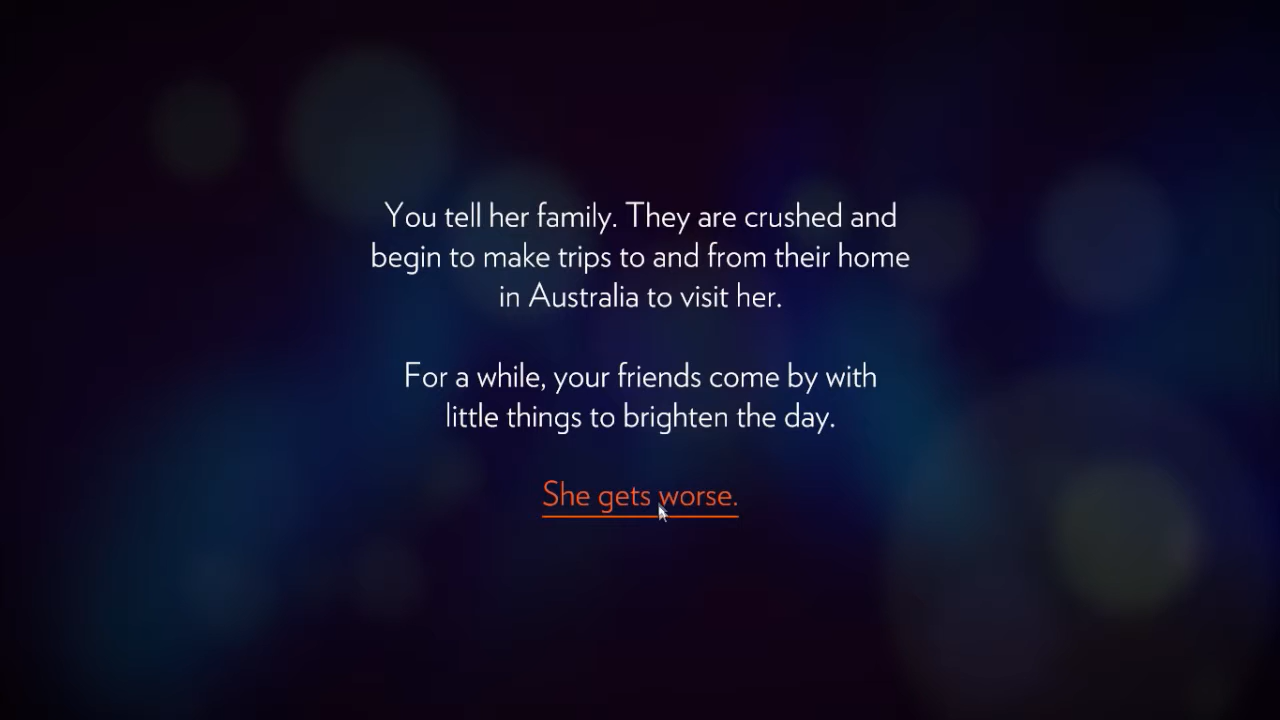 You tell her family. They are crushed and
begin to make trips to and from their home
in Australia to visit her.
For a while, your friends come by with
little things to brighten the day.
She gets worse.